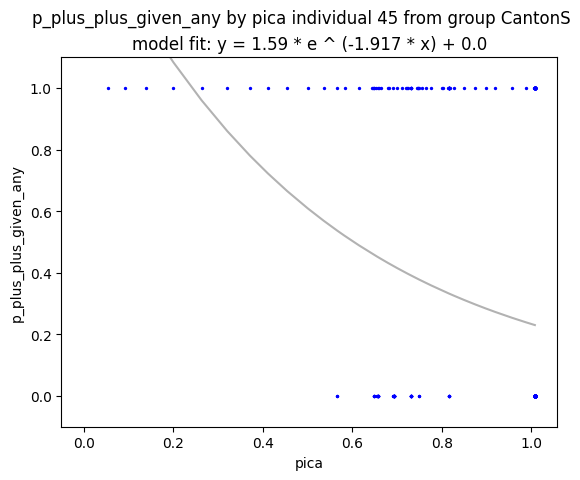 p_plus_plus_given_any by pica individual 45 from group CantonS
model fit: y = 1.59 * e ^ (-1.917 * x) + 0.0
1.0
0.8
0.6
0.4
0.2
0.0
p_plus_plus_given_any
0.0 0.2 0.4 0.6 0.8 1.0
pica